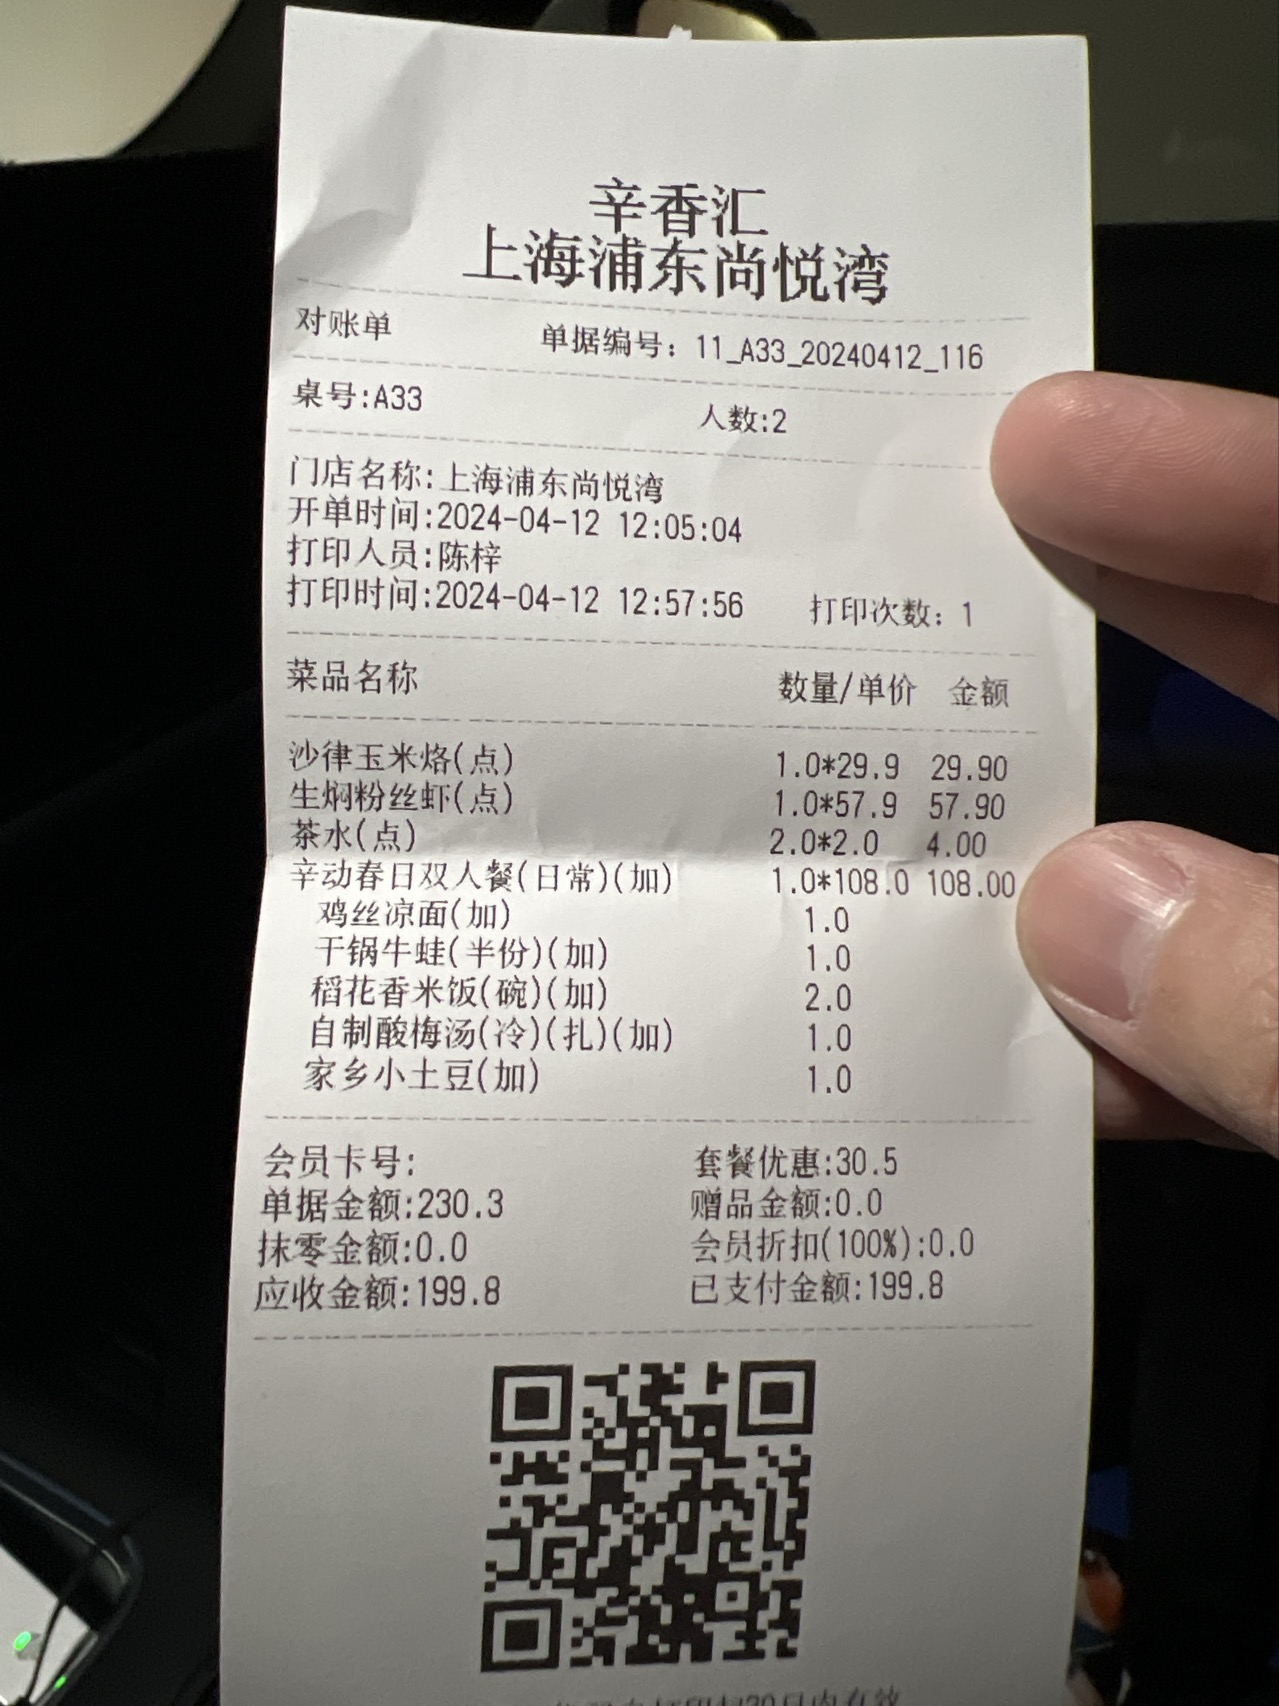 辛香汇
上海浦东尚悦湾
对账单 单据编号：11_A33_20240412_116
桌号:A33 人数:2
门店名称:上海浦东尚悦湾
开单时间:2024-04-12 12:05:04
打印人员:陈梓
打印时间:2024-04-12 12:57:56 打印次数：1
菜品名称 数量/单价 金额
沙律玉米烙(点) 1.0*29.9 29.90
生焖粉丝虾(点) 1.0*57.9 57.90
茶水(点) 2.0*2.0 4.00
辛动春日双人餐(日常)(加) 1.0*108.0 108.00
鸡丝凉面(加) 1.0
干锅牛蛙(半份)(加) 1.0
稻花香米饭(碗)(加) 2.0
自制酸梅汤(冷)(扎)(加) 1.0
家乡小土豆(加) 1.0
会员卡号: 套餐优惠:30.5
单据金额:230.3 赠品金额:0.0
抹零金额:0.0 会员折扣(100%):0.0
应收金额:199.8 已支付金额:199.8